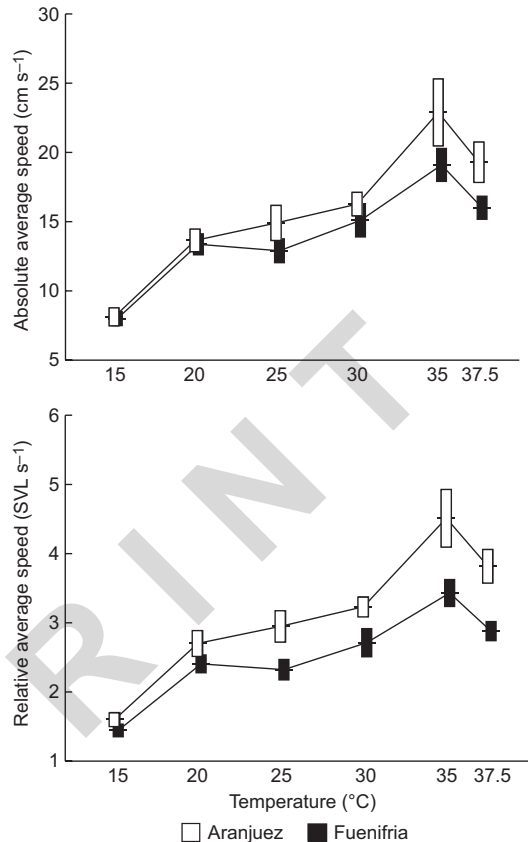 Absolute average speed (cm s⁻¹)
25
20
15
10
5
15 20 25 30 35 37.5
Relative average speed (SVL s⁻¹)
6
5
4
3
2
1
15 20 25 30 35 37.5
Temperature (°C)
Aranjuez Fuenifria
RINT